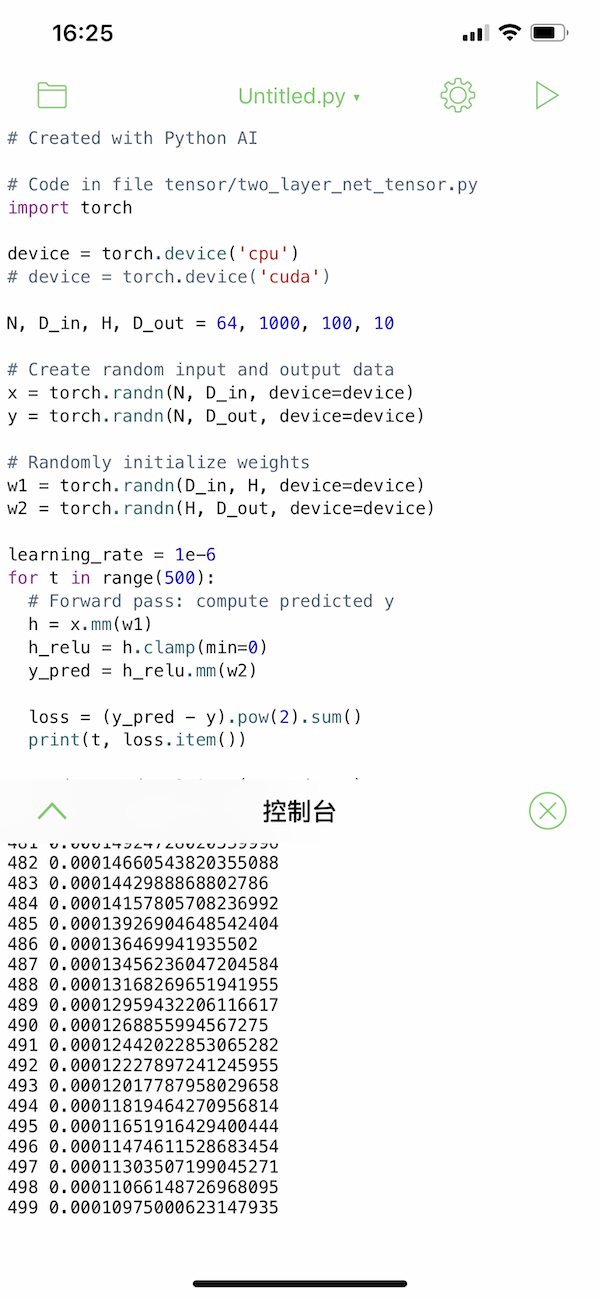 16:25
Untitled.py ▾
# Created with Python AI
# Code in file tensor/two_layer_net_tensor.py
import torch
device = torch.device('cpu')
# device = torch.device('cuda')
N, D_in, H, D_out = 64, 1000, 100, 10
# Create random input and output data
x = torch.randn(N, D_in, device=device)
y = torch.randn(N, D_out, device=device)
# Randomly initialize weights
w1 = torch.randn(D_in, H, device=device)
w2 = torch.randn(H, D_out, device=device)
learning_rate = 1e-6
for t in range(500):
  # Forward pass: compute predicted y
  h = x.mm(w1)
  h_relu = h.clamp(min=0)
  y_pred = h_relu.mm(w2)
  loss = (y_pred - y).pow(2).sum()
  print(t, loss.item())
控制台
482 0.00014660543820355088
483 0.00014429888688027860
484 0.00014157805708236992
485 0.00013926904648542404
486 0.000136469941935502
487 0.00013456236047204584
488 0.00013168269651941955
489 0.00012959432206116617
490 0.00012688559945672750
491 0.00012442022853065282
492 0.00012227897241245955
493 0.00012017787958029658
494 0.00011819464270956814
495 0.00011651916429400444
496 0.00011474611528683454
497 0.00011303507199045271
498 0.00011066148726968095
499 0.00010975000623147935